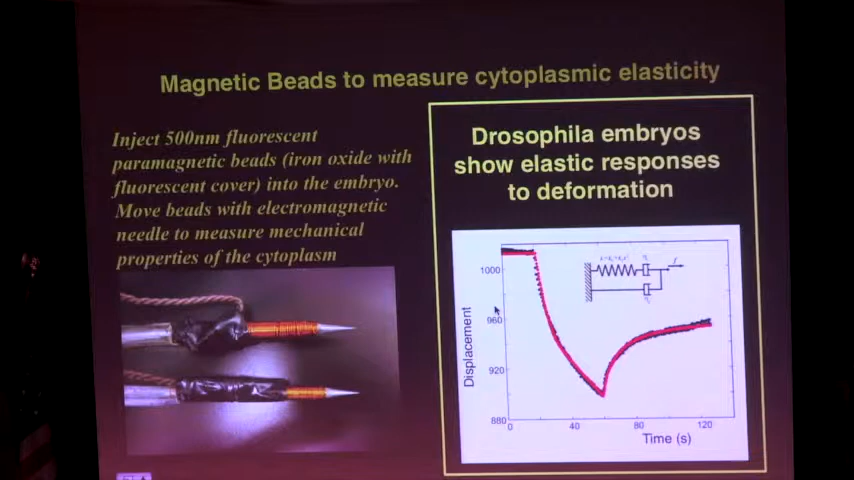 Magnetic Beads to measure cytoplasmic elasticity
Inject 500nm fluorescent
paramagnetic beads (iron oxide with
fluorescent cover) into the embryo.
Move beads with electromagnetic
needle to measure mechanical
properties of the cytoplasm
Drosophila embryos
show elastic responses
to deformation
Displacement
1000
960
920
880
0
40
80
120
Time (s)